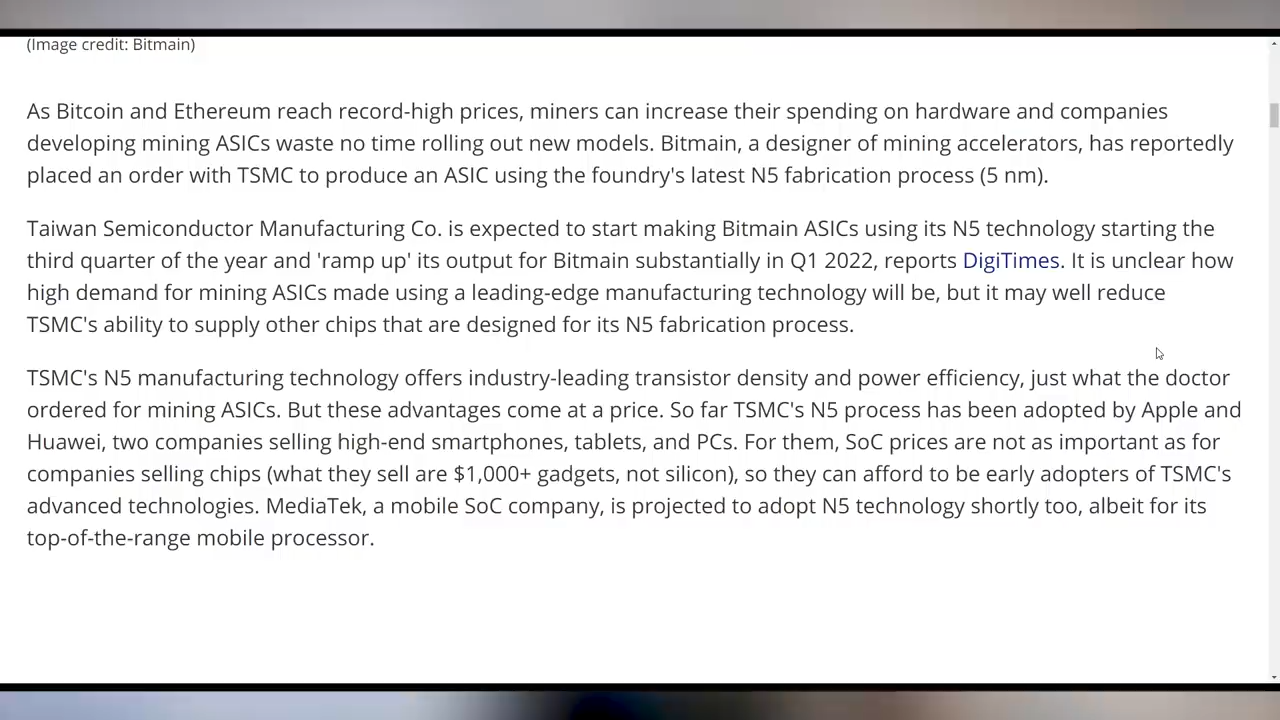 (Image credit: Bitmain)
As Bitcoin and Ethereum reach record-high prices, miners can increase their spending on hardware and companies
developing mining ASICs waste no time rolling out new models. Bitmain, a designer of mining accelerators, has reportedly
placed an order with TSMC to produce an ASIC using the foundry's latest N5 fabrication process (5 nm).
Taiwan Semiconductor Manufacturing Co. is expected to start making Bitmain ASICs using its N5 technology starting the
third quarter of the year and 'ramp up' its output for Bitmain substantially in Q1 2022, reports DigiTimes. It is unclear how
high demand for mining ASICs made using a leading-edge manufacturing technology will be, but it may well reduce
TSMC's ability to supply other chips that are designed for its N5 fabrication process.
TSMC's N5 manufacturing technology offers industry-leading transistor density and power efficiency, just what the doctor
ordered for mining ASICs. But these advantages come at a price. So far TSMC's N5 process has been adopted by Apple and
Huawei, two companies selling high-end smartphones, tablets, and PCs. For them, SoC prices are not as important as for
companies selling chips (what they sell are $1,000+ gadgets, not silicon), so they can afford to be early adopters of TSMC's
advanced technologies. MediaTek, a mobile SoC company, is projected to adopt N5 technology shortly too, albeit for its
top-of-the-range mobile processor.